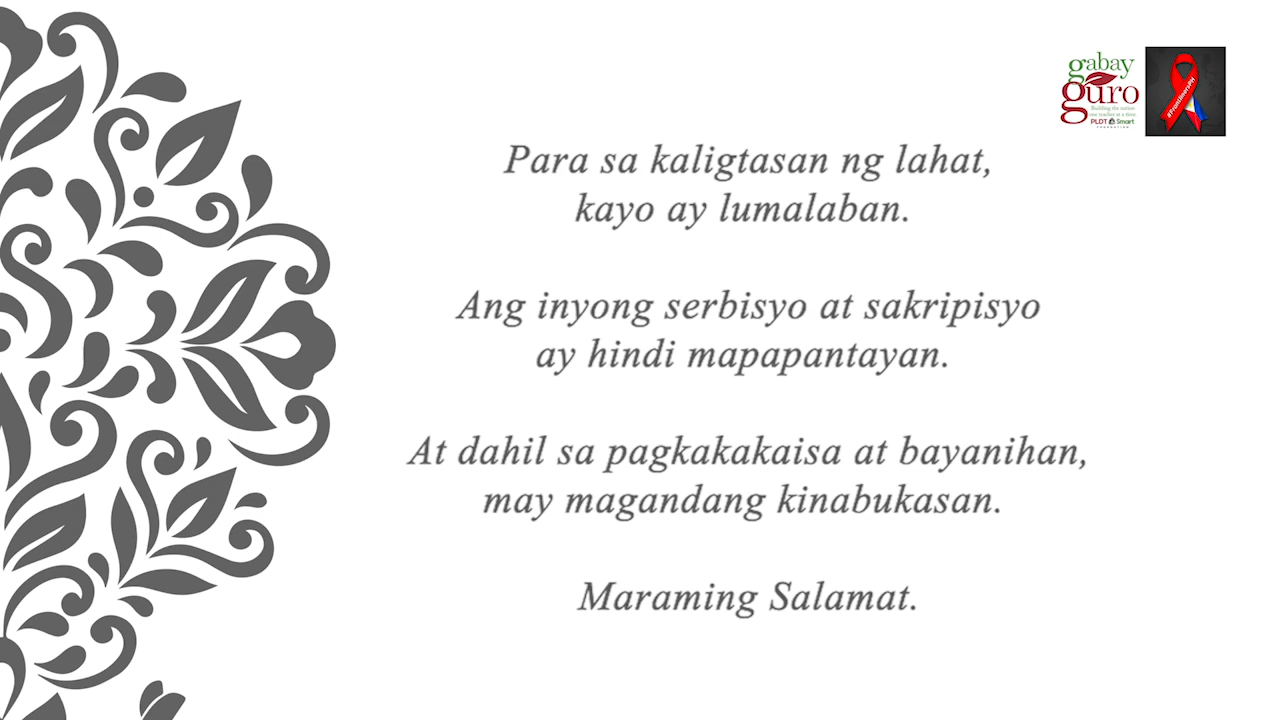 gabay
guro
Building the nation
one teacher at a time
PLDT Smart
FOUNDATION
#FrontlinersPH
Para sa kaligtasan ng lahat,
kayo ay lumalaban.
Ang inyong serbisyo at sakripisyo
ay hindi mapapantayan.
At dahil sa pagkakakaisa at bayanihan,
may magandang kinabukasan.
Maraming Salamat.